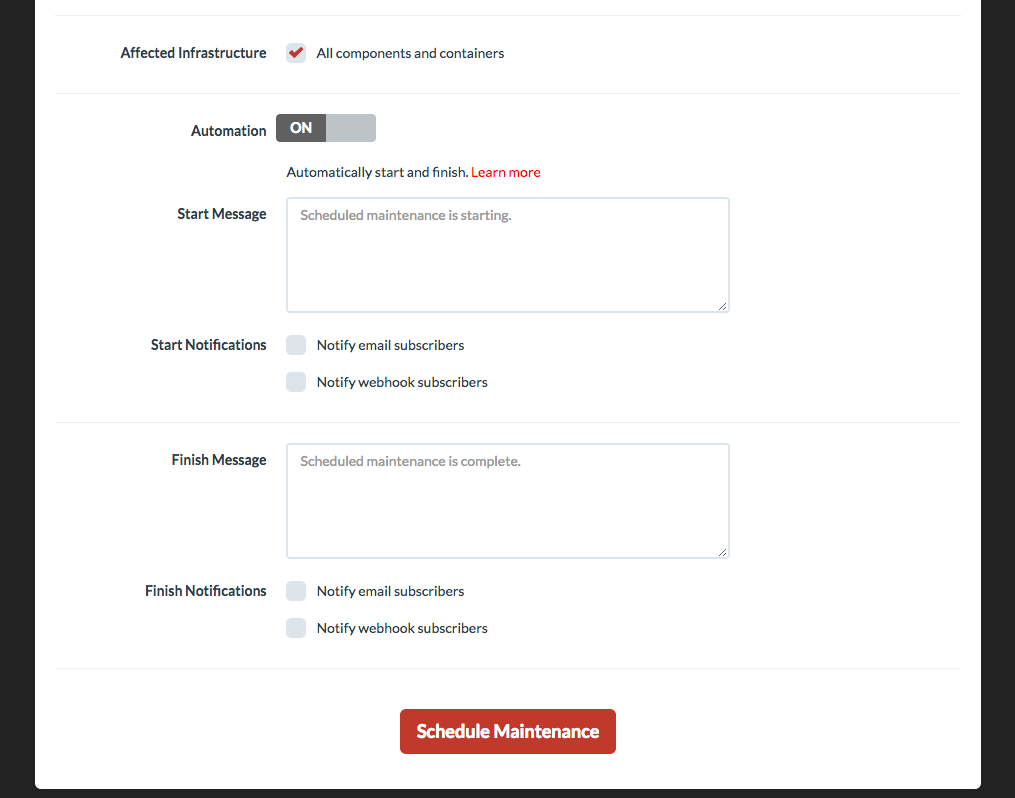 Affected Infrastructure All components and containers
Automation ON
Automatically start and finish. Learn more
Start Message Scheduled maintenance is starting.
Start Notifications Notify email subscribers
Notify webhook subscribers
Finish Message Scheduled maintenance is complete.
Finish Notifications Notify email subscribers
Notify webhook subscribers
Schedule Maintenance